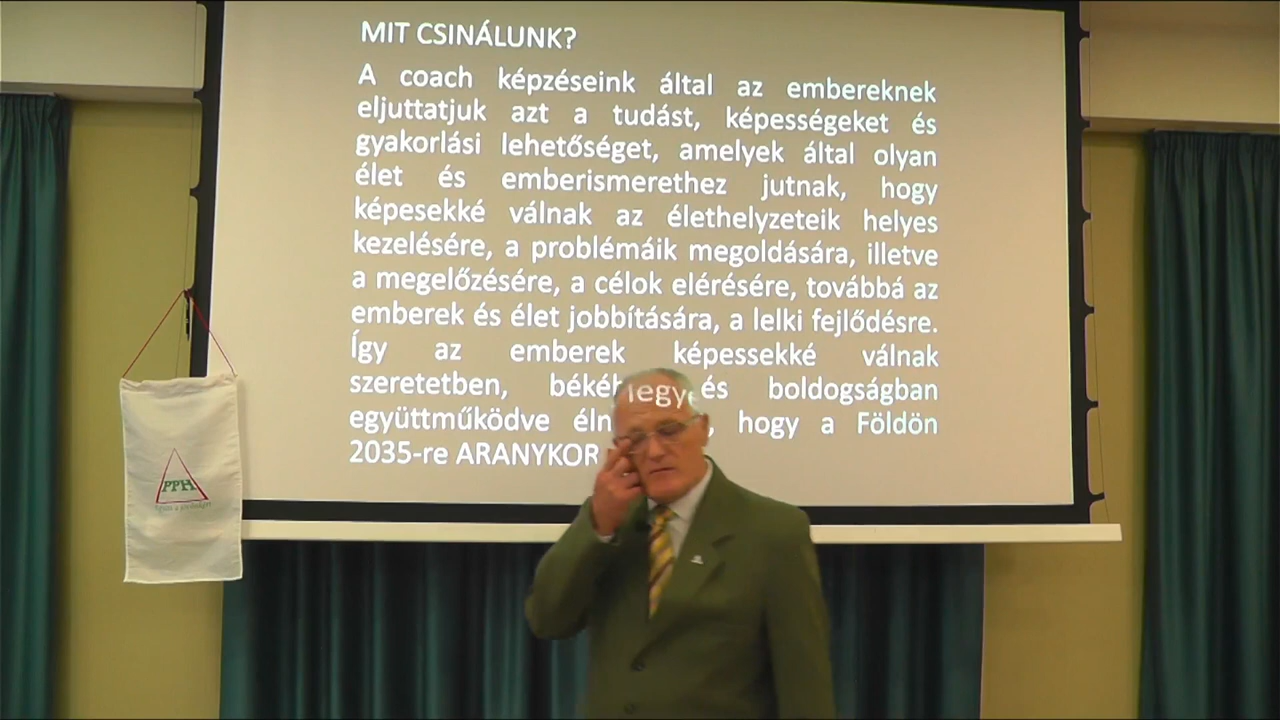 MIT CSINÁLUNK?
A coach képzéseink által az embereknek
eljuttatjuk azt a tudást, képességeket és
gyakorlási lehetőséget, amelyek által olyan
élet és emberismerethez jutnak, hogy
képesekké válnak az élethelyzeteik helyes
kezelésére, a problémáik megoldására, illetve
a megelőzésére, a célok elérésére, továbbá az
emberek és élet jobbítására, a lelki fejlődésre.
Így az emberek képessekké válnak
szeretetben, és boldogságban
együttműködve hogy a Földön
2035-re ARANYKOR
PPH